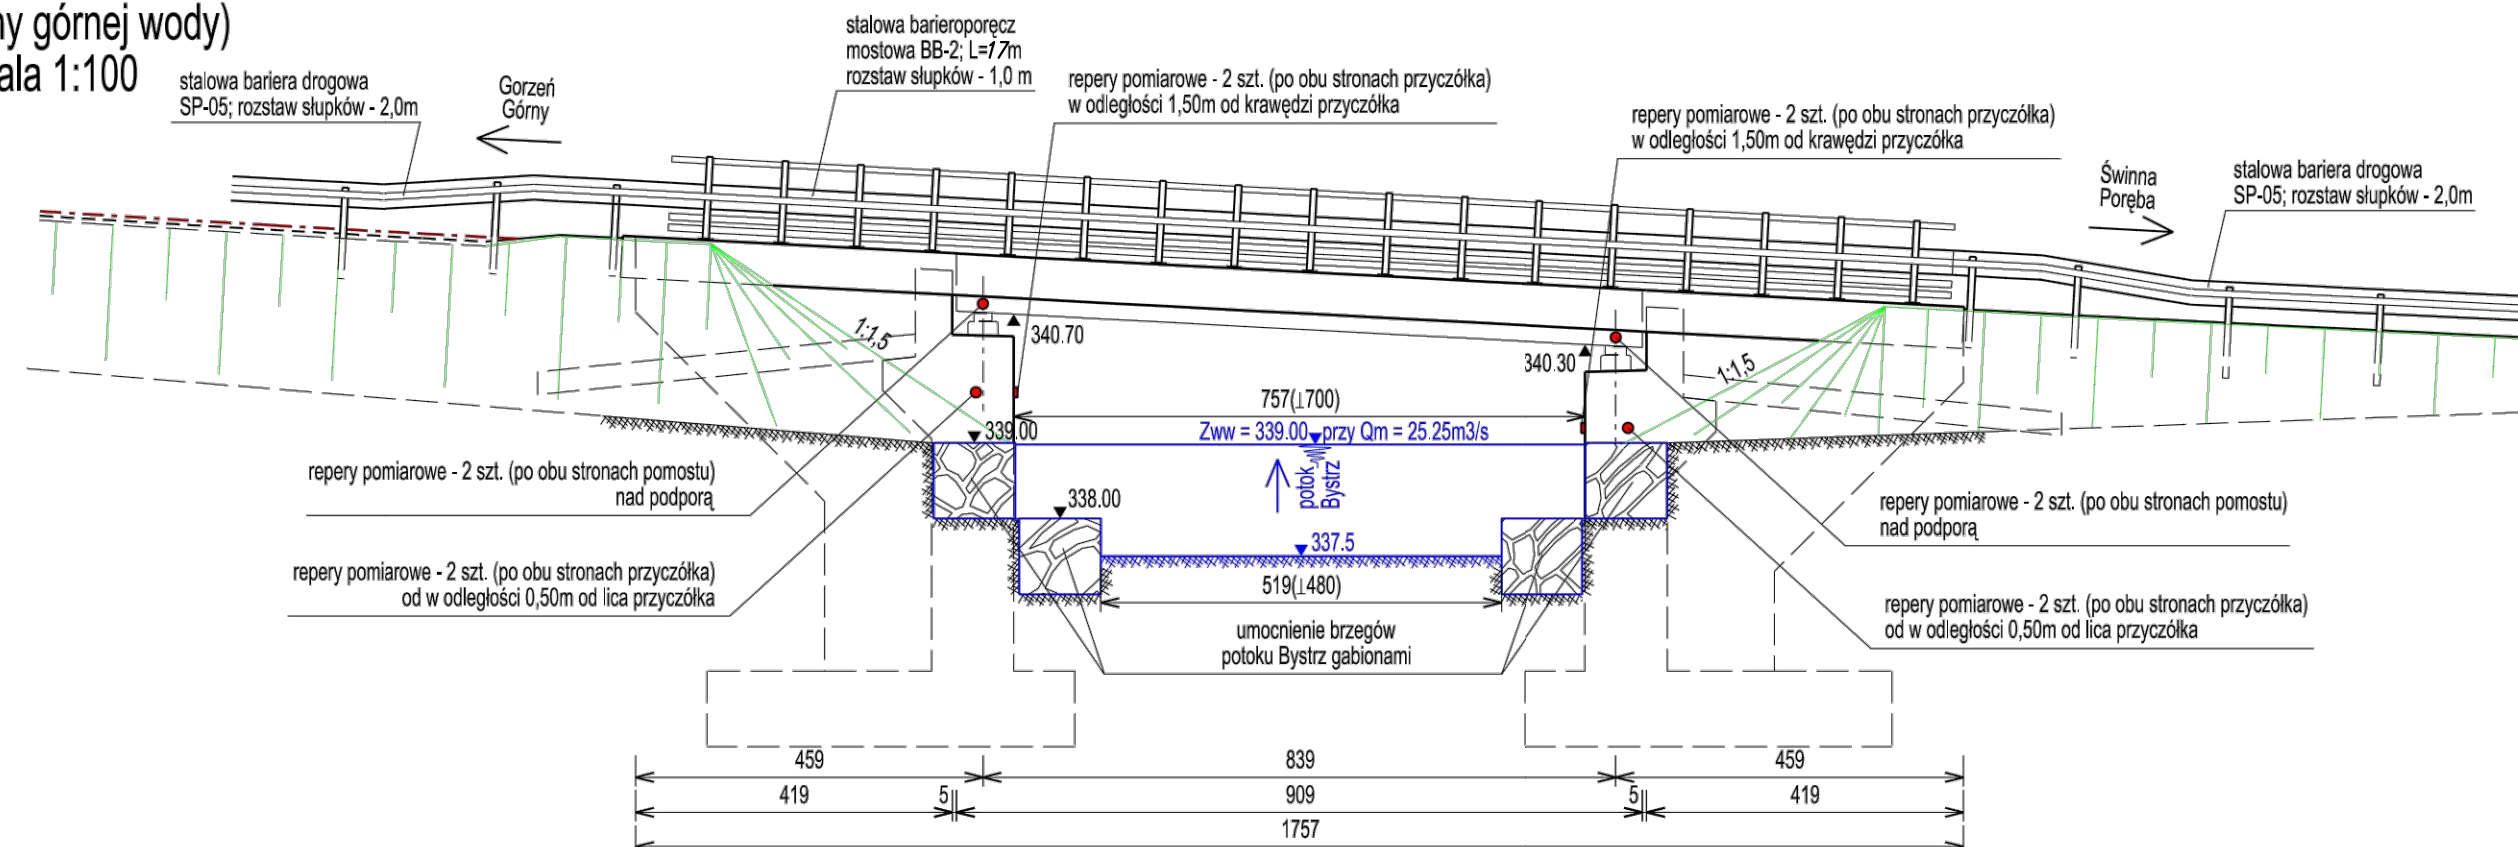 ny górnej wody)
ala 1:100
stalowa bariera drogowa
SP-05; rozstaw słupków - 2,0m
Gorzeń
Górny
stalowa barieroporęcz
mostowa BB-2; L=17m
rozstaw słupków - 1,0 m
repery pomiarowe - 2 szt. (po obu stronach przyczółka)
w odległości 1,50m od krawędzi przyczółka
repery pomiarowe - 2 szt. (po obu stronach przyczółka)
w odległości 1,50m od krawędzi przyczółka
Świnna
Poręba
stalowa bariera drogowa
SP-05; rozstaw słupków - 2,0m
1:1,5
340.70
340.30
1:1,5
757(⊥700)
339.00
Zww = 339.00 przy Qm = 25.25m3/s
potok
Bystrz
338.00
337.5
519(⊥480)
repery pomiarowe - 2 szt. (po obu stronach pomostu)
nad podporą
repery pomiarowe - 2 szt. (po obu stronach przyczółka)
od w odległości 0,50m od lica przyczółka
repery pomiarowe - 2 szt. (po obu stronach pomostu)
nad podporą
repery pomiarowe - 2 szt. (po obu stronach przyczółka)
od w odległości 0,50m od lica przyczółka
umocnienie brzegów
potoku Bystrz gabionami
459 839 459
419 5 909 5 419
1757